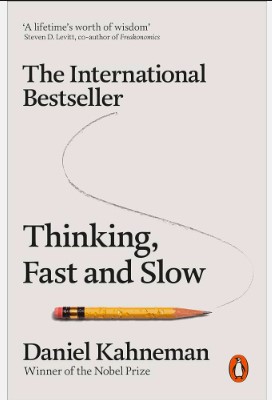 ‘A lifetime’s worth of wisdom’
Steven D. Levitt, co-author of Freakonomics
The International
Bestseller
Thinking,
Fast and Slow
Daniel Kahneman
Winner of the Nobel Prize